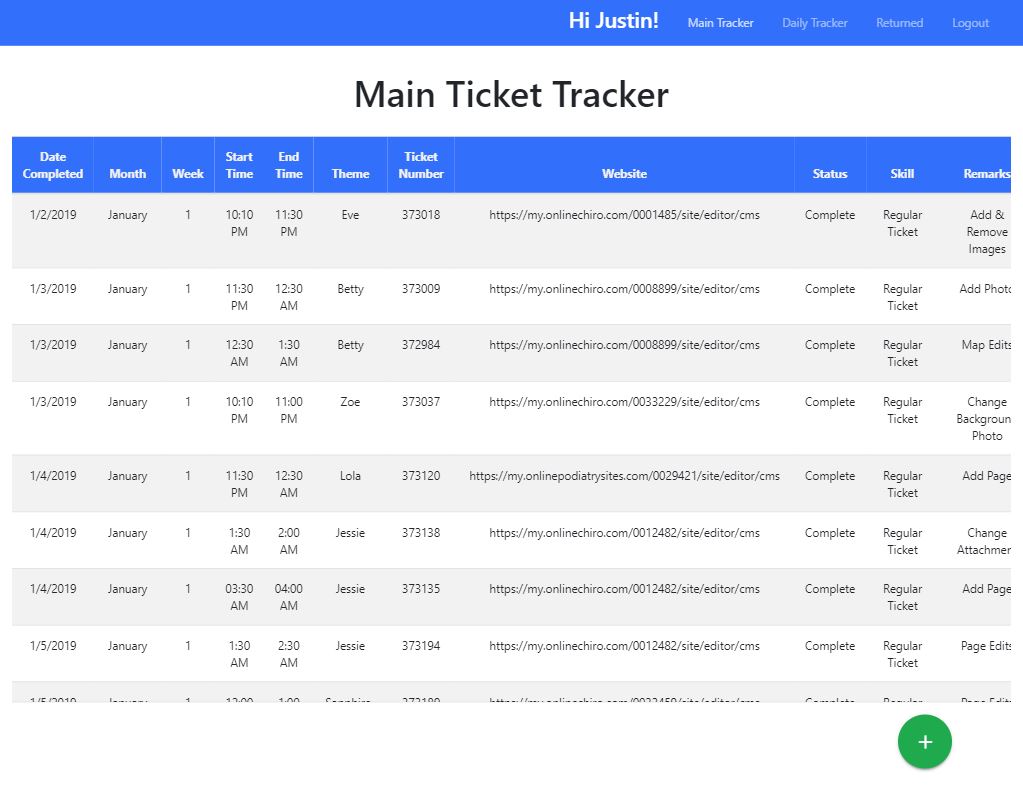 Hi Justin! Main Tracker Daily Tracker Returned Logout
Main Ticket Tracker
Date Completed Month Week Start Time End Time Theme Ticket Number Website Status Skill Remarks
1/2/2019 January 1 10:10 PM 11:30 PM Eve 373018 https://my.onlinechiro.com/0001485/site/editor/cms Complete Regular Ticket Add & Remove Images
1/3/2019 January 1 11:30 PM 12:30 AM Betty 373009 https://my.onlinechiro.com/0008899/site/editor/cms Complete Regular Ticket Add Photo
1/3/2019 January 1 12:30 AM 1:30 AM Betty 372984 https://my.onlinechiro.com/0008899/site/editor/cms Complete Regular Ticket Map Edits
1/3/2019 January 1 10:10 PM 11:00 PM Zoe 373037 https://my.onlinechiro.com/0033229/site/editor/cms Complete Regular Ticket Change Backgroun Photo
1/4/2019 January 1 11:30 PM 12:30 AM Lola 373120 https://my.onlinepodiatrysites.com/0029421/site/editor/cms Complete Regular Ticket Add Page
1/4/2019 January 1 1:30 AM 2:00 AM Jessie 373138 https://my.onlinechiro.com/0012482/site/editor/cms Complete Regular Ticket Change Attachmen
1/4/2019 January 1 03:30 AM 04:00 AM Jessie 373135 https://my.onlinechiro.com/0012482/site/editor/cms Complete Regular Ticket Add Page
1/5/2019 January 1 1:30 AM 2:30 AM Jessie 373194 https://my.onlinechiro.com/0012482/site/editor/cms Complete Regular Ticket Page Edits
+